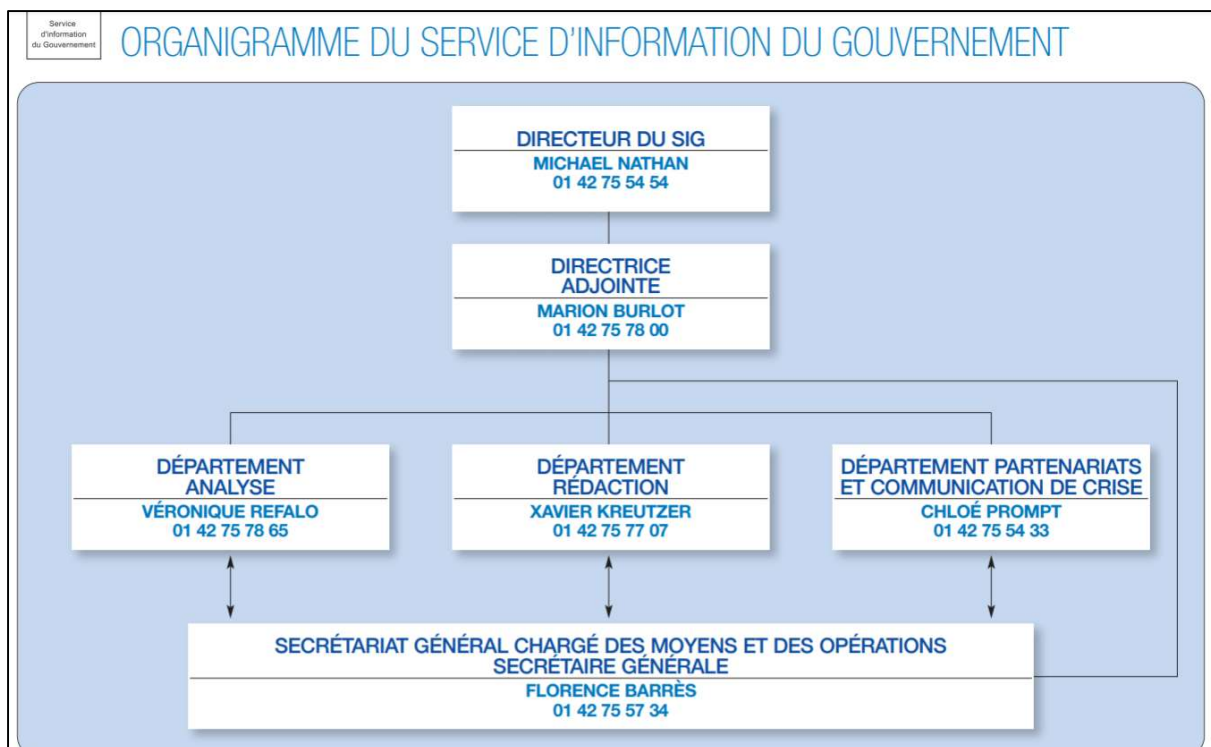 Service
d'information
du Gouvernement
ORGANIGRAMME DU SERVICE D'INFORMATION DU GOUVERNEMENT
DIRECTEUR DU SIG
MICHAEL NATHAN
01 42 75 54 54
DIRECTRICE
ADJOINTE
MARION BURLOT
01 42 75 78 00
DÉPARTEMENT
ANALYSE
VÉRONIQUE REFALO
01 42 75 78 65
DÉPARTEMENT
RÉDACTION
XAVIER KREUTZER
01 42 75 77 07
DÉPARTEMENT PARTENARIATS
ET COMMUNICATION DE CRISE
CHLOÉ PROMPT
01 42 75 54 33
SECRÉTARIAT GÉNÉRAL CHARGÉ DES MOYENS ET DES OPÉRATIONS
SECRÉTAIRE GÉNÉRALE
FLORENCE BARRÈS
01 42 75 57 34